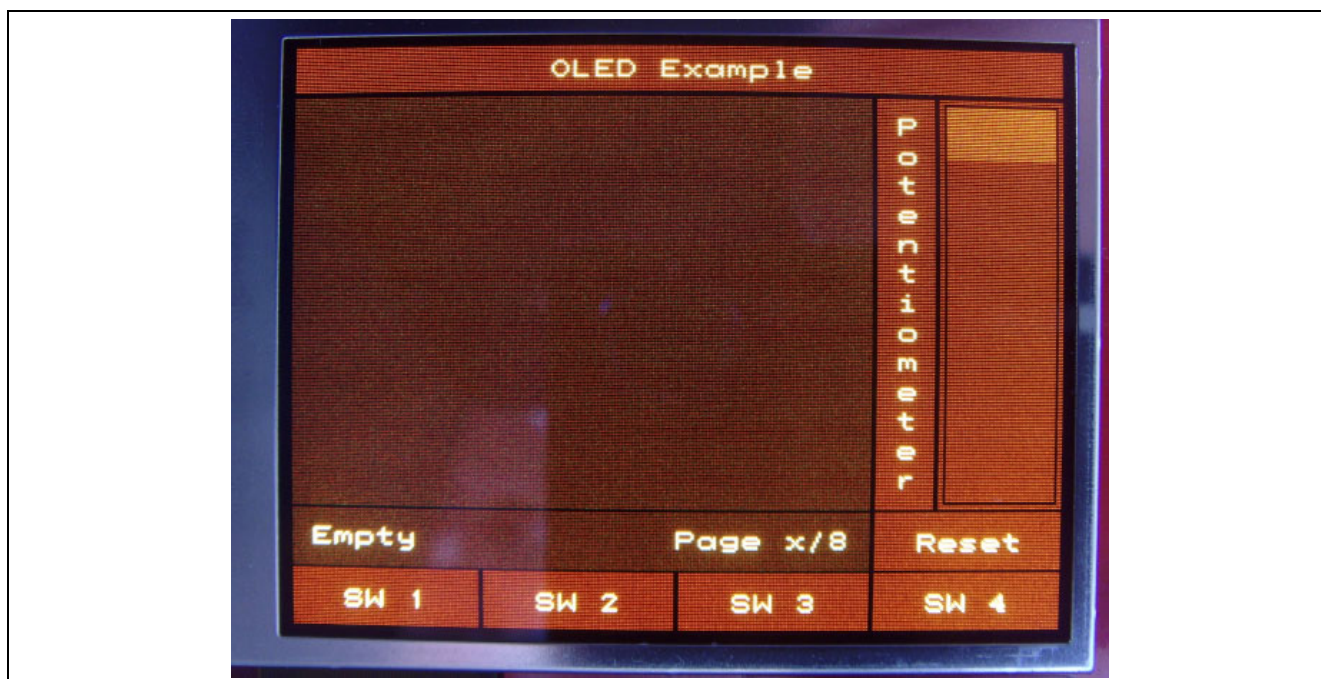 OLED Example
Potentiometer
Empty
Page x/8
Reset
SW 1
SW 2
SW 3
SW 4